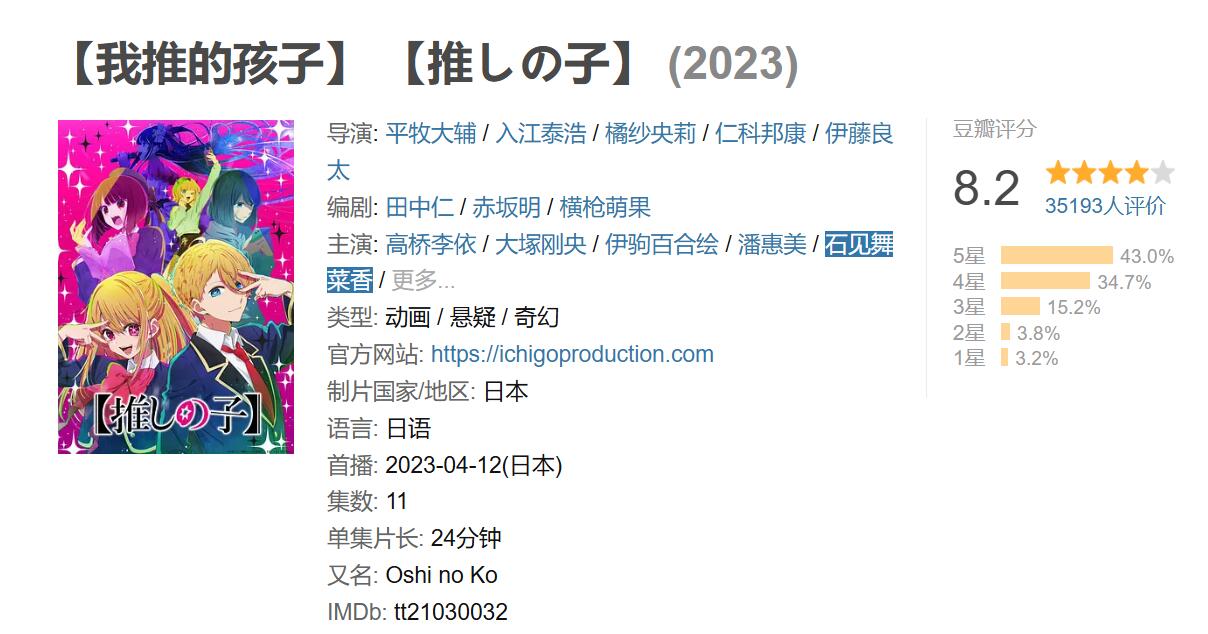 【我推的孩子】 【推しの子】 (2023)
【推しの子】
导演: 平牧大辅 / 入江泰浩 / 橘纱央莉 / 仁科邦康 / 伊藤良
太
编剧: 田中仁 / 赤坂明 / 横枪萌果
主演: 高桥李依 / 大塚刚央 / 伊驹百合绘 / 潘惠美 / 石见舞
菜香 / 更多...
类型: 动画 / 悬疑 / 奇幻
官方网站: https://ichigoproduction.com
制片国家/地区: 日本
语言: 日语
首播: 2023-04-12(日本)
集数: 11
单集片长: 24分钟
又名: Oshi no Ko
IMDb: tt21030032
豆瓣评分
8.2
35193人评价
5星 43.0%
4星 34.7%
3星 15.2%
2星 3.8%
1星 3.2%